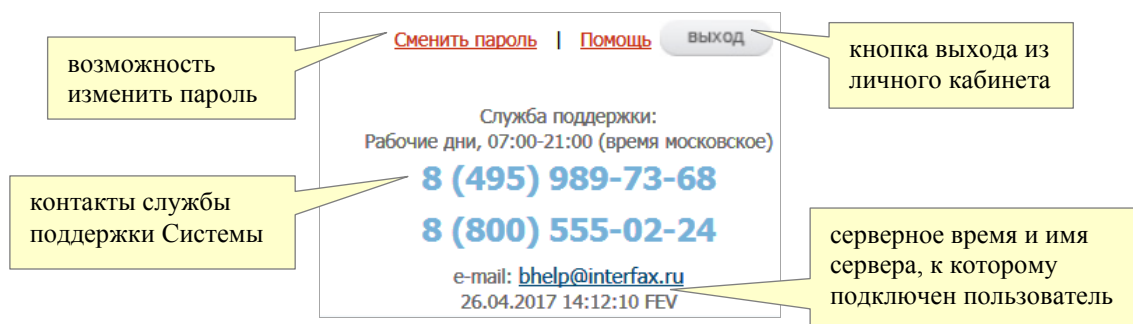 Сменить пароль | Помощь выход
возможность
изменить пароль
кнопка выхода из
личного кабинета
Служба поддержки:
Рабочие дни, 07:00-21:00 (время московское)
8 (495) 989-73-68
8 (800) 555-02-24
контакты службы
поддержки Системы
e-mail: bhelp@interfax.ru
26.04.2017 14:12:10 FEV
серверное время и имя
сервера, к которому
подключен пользователь